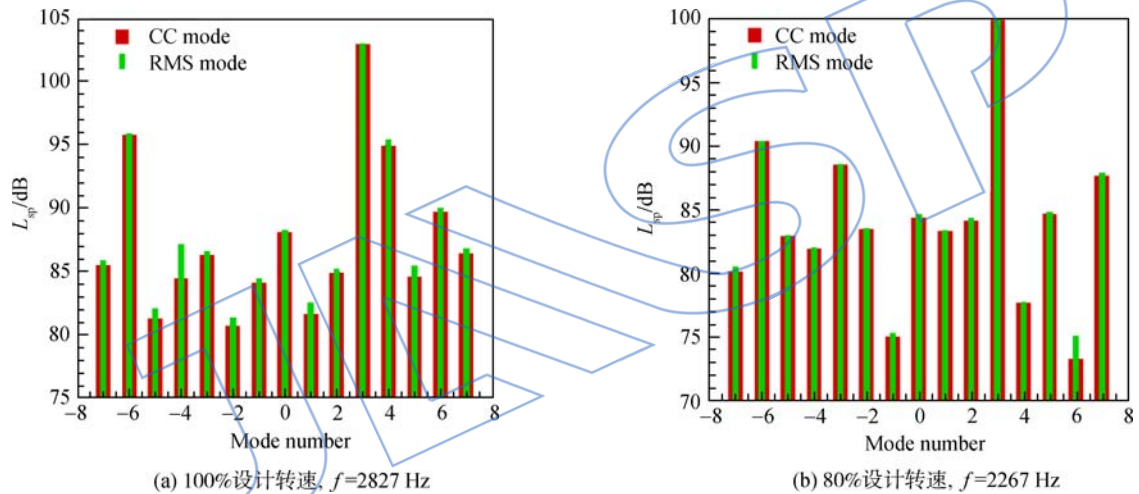 105
100
95
90
85
80
75
L_sp/dB
CC mode
RMS mode
−8 −6 −4 −2 0 2 4 6 8
Mode number
(a) 100%设计转速, f=2827 Hz
100
95
90
85
80
75
70
L_sp/dB
CC mode
RMS mode
−8 −6 −4 −2 0 2 4 6 8
Mode number
(b) 80%设计转速, f=2267 Hz